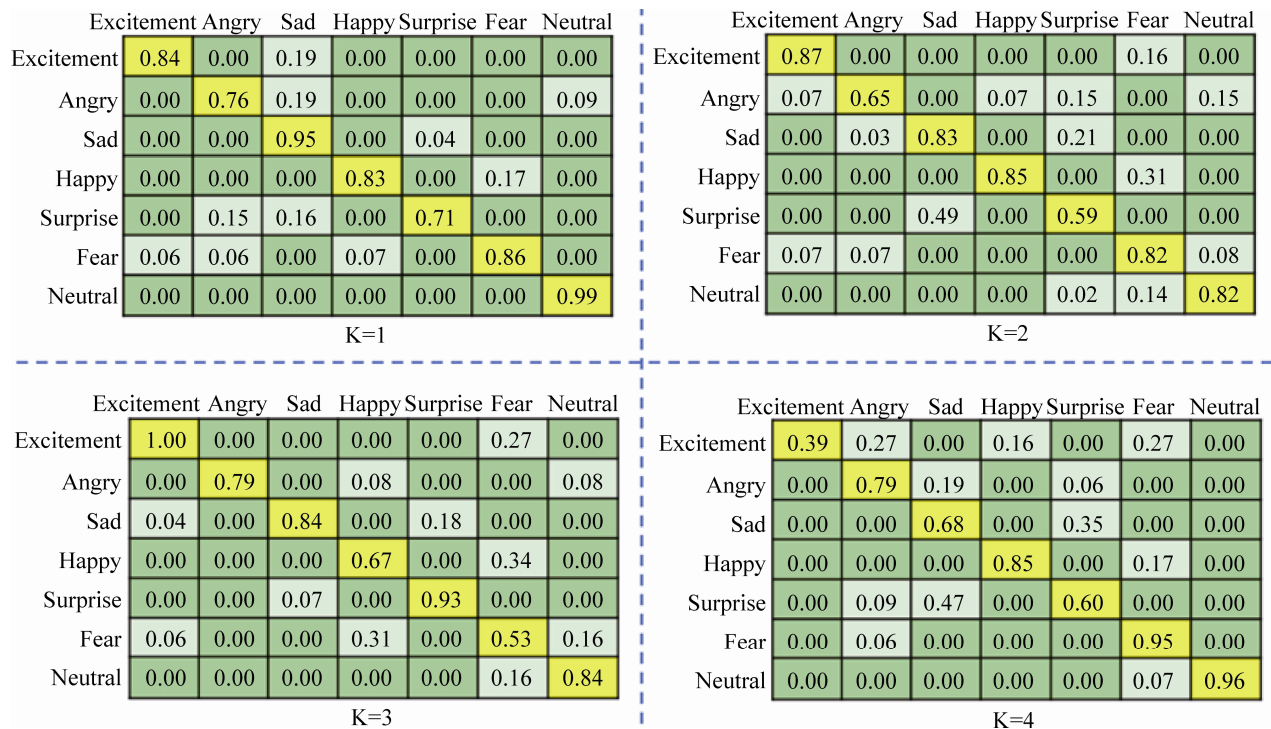 Excitement Angry Sad Happy Surprise Fear Neutral
Excitement 0.84 0.00 0.19 0.00 0.00 0.00 0.00
Angry 0.00 0.76 0.19 0.00 0.00 0.00 0.09
Sad 0.00 0.00 0.95 0.00 0.04 0.00 0.00
Happy 0.00 0.00 0.00 0.83 0.00 0.17 0.00
Surprise 0.00 0.15 0.16 0.00 0.71 0.00 0.00
Fear 0.06 0.06 0.00 0.07 0.00 0.86 0.00
Neutral 0.00 0.00 0.00 0.00 0.00 0.00 0.99
K=1
Excitement Angry Sad Happy Surprise Fear Neutral
Excitement 0.87 0.00 0.00 0.00 0.00 0.16 0.00
Angry 0.07 0.65 0.00 0.07 0.15 0.00 0.15
Sad 0.00 0.03 0.83 0.00 0.21 0.00 0.00
Happy 0.00 0.00 0.00 0.85 0.00 0.31 0.00
Surprise 0.00 0.00 0.49 0.00 0.59 0.00 0.00
Fear 0.07 0.07 0.00 0.00 0.00 0.82 0.08
Neutral 0.00 0.00 0.00 0.00 0.02 0.14 0.82
K=2
Excitement Angry Sad Happy Surprise Fear Neutral
Excitement 1.00 0.00 0.00 0.00 0.00 0.27 0.00
Angry 0.00 0.79 0.00 0.08 0.00 0.00 0.08
Sad 0.04 0.00 0.84 0.00 0.18 0.00 0.00
Happy 0.00 0.00 0.00 0.67 0.00 0.34 0.00
Surprise 0.00 0.00 0.07 0.00 0.93 0.00 0.00
Fear 0.06 0.00 0.00 0.31 0.00 0.53 0.16
Neutral 0.00 0.00 0.00 0.00 0.00 0.16 0.84
K=3
Excitement Angry Sad Happy Surprise Fear Neutral
Excitement 0.39 0.27 0.00 0.16 0.00 0.27 0.00
Angry 0.00 0.79 0.19 0.00 0.06 0.00 0.00
Sad 0.00 0.00 0.68 0.00 0.35 0.00 0.00
Happy 0.00 0.00 0.00 0.85 0.00 0.17 0.00
Surprise 0.00 0.09 0.47 0.00 0.60 0.00 0.00
Fear 0.00 0.06 0.00 0.00 0.00 0.95 0.00
Neutral 0.00 0.00 0.00 0.00 0.00 0.07 0.96
K=4